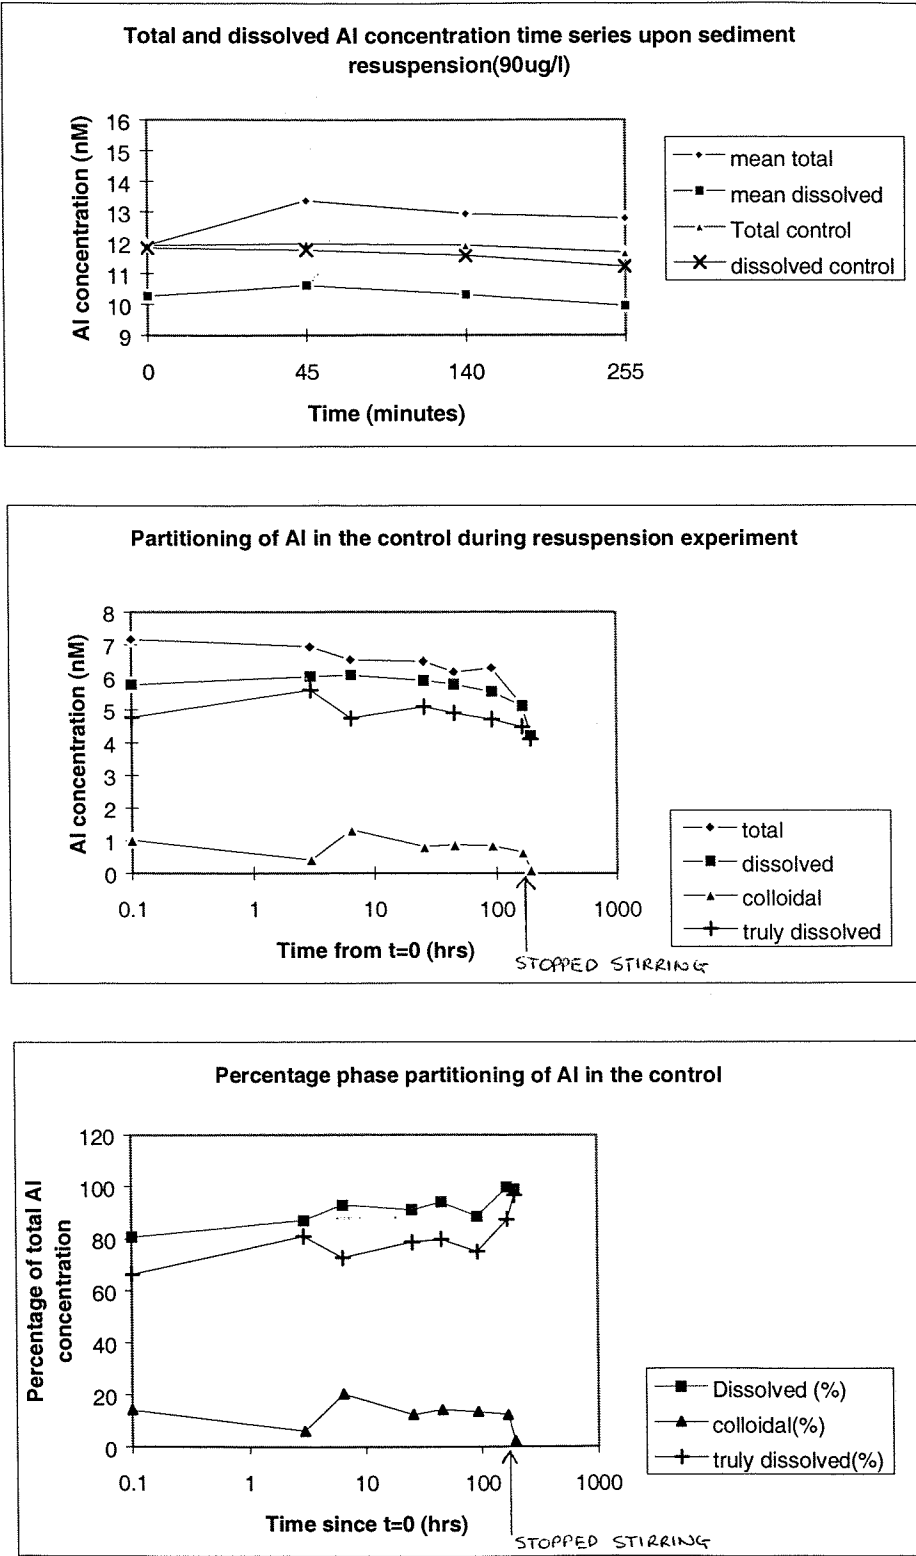 Total and dissolved Al concentration time series upon sediment
resuspension(90ug/l)
Al concentration (nM)
16
15
14
13
12
11
10
9
0 45 140 255
Time (minutes)
mean total
mean dissolved
Total control
dissolved control
Partitioning of Al in the control during resuspension experiment
Al concentration (nM)
8
7
6
5
4
3
2
1
0
0.1 1 10 100 1000
Time from t=0 (hrs)
STOPPED STIRRING
total
dissolved
colloidal
truly dissolved
Percentage phase partitioning of Al in the control
Percentage of total Al
concentration
120
100
80
60
40
20
0
0.1 1 10 100 1000
Time since t=0 (hrs)
STOPPED STIRRING
Dissolved (%)
colloidal(%)
truly dissolved(%)